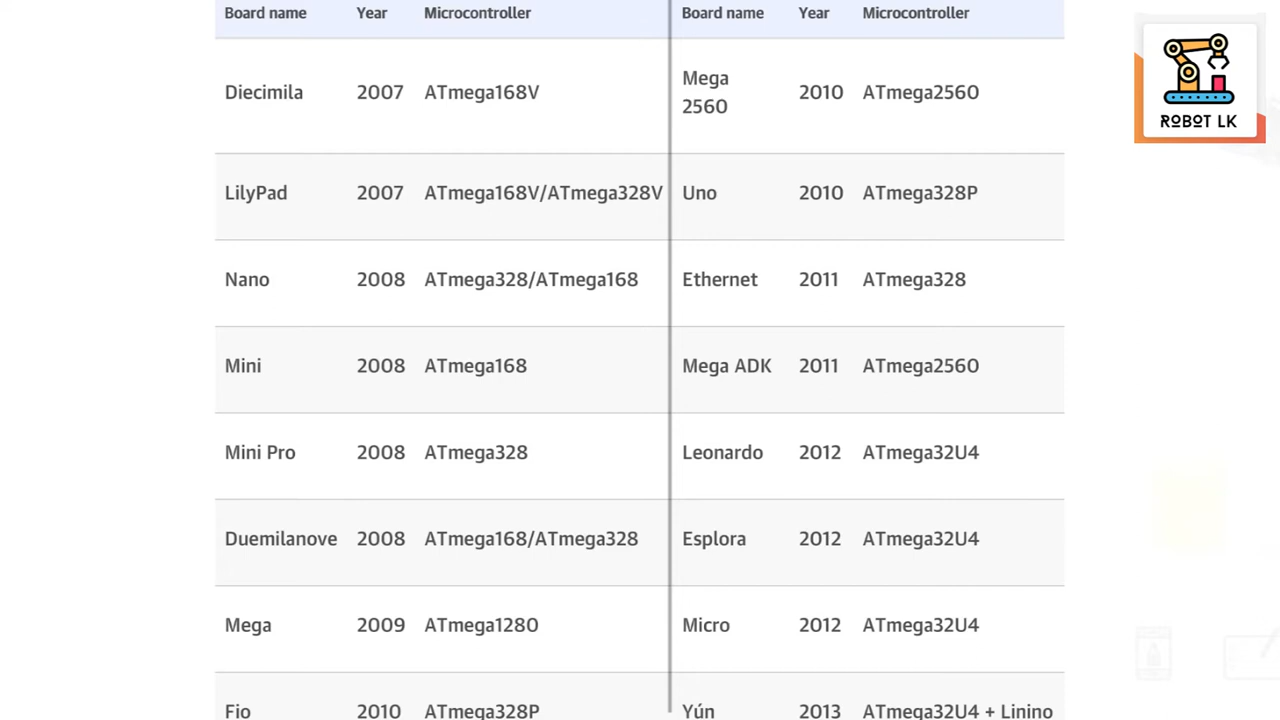 Board name Year Microcontroller Board name Year Microcontroller
Diecimila 2007 ATmega168V Mega 2560 2010 ATmega2560
LilyPad 2007 ATmega168V/ATmega328V Uno 2010 ATmega328P
Nano 2008 ATmega328/ATmega168 Ethernet 2011 ATmega328
Mini 2008 ATmega168 Mega ADK 2011 ATmega2560
Mini Pro 2008 ATmega328 Leonardo 2012 ATmega32U4
Duemilanove 2008 ATmega168/ATmega328 Esplora 2012 ATmega32U4
Mega 2009 ATmega1280 Micro 2012 ATmega32U4
Fio 2010 ATmega328P Yún 2013 ATmega32U4 + Linino
ROBOT LK